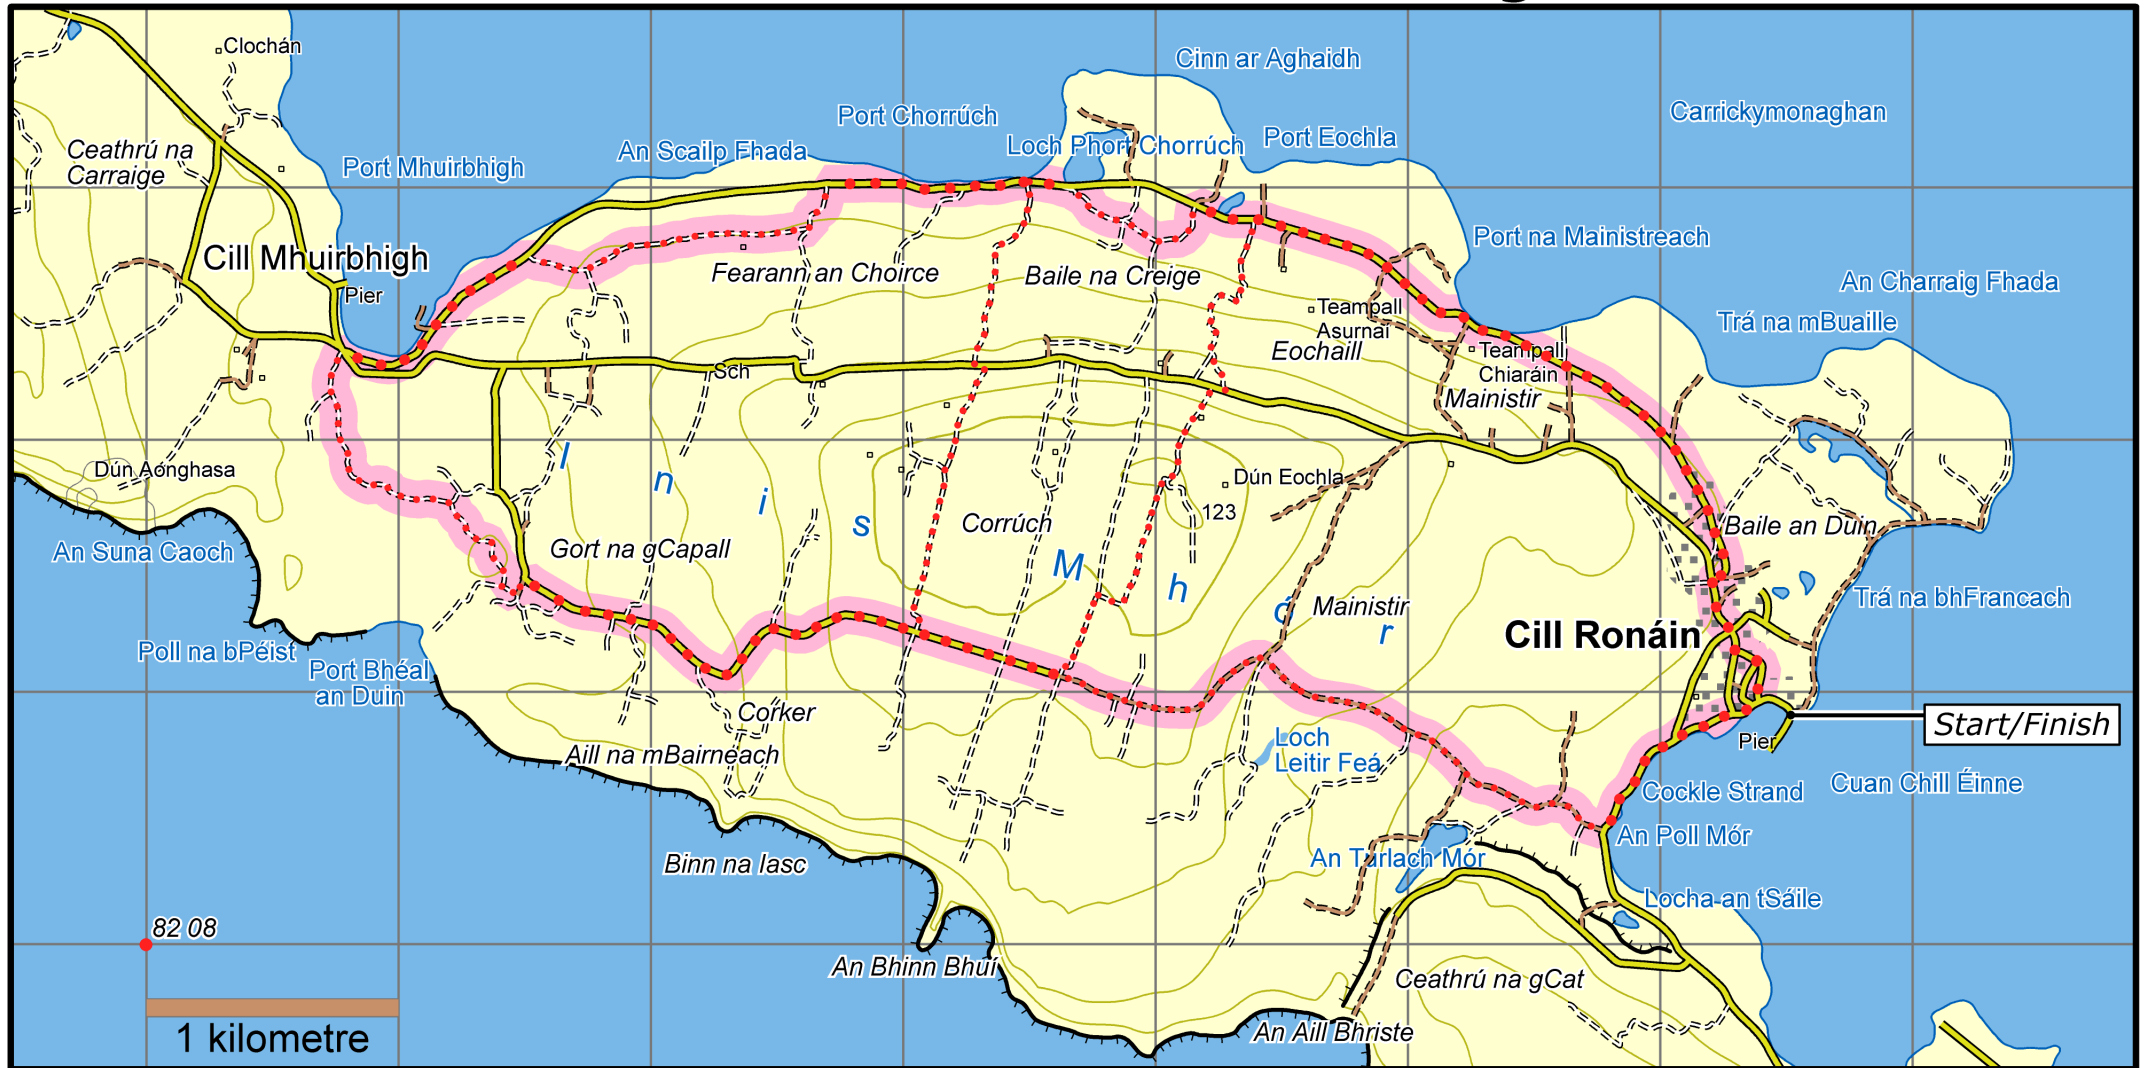 Clochán
Cinn ar Aghaidh
Port Chorrúch
Carrickymonaghan
Ceathrú na
Carraige
Port Mhuirbhigh
An Scailp Fhada
Loch Phort Chorrúch
Port Eochla
Cill Mhuirbhigh
Pier
Fearann an Choirce
Baile na Creige
Port na Mainistreach
An Charraig Fhada
Trá na mBuaille
Teampall
Asurnaí
Eochaill
Teampall
Chiaráin
Mainistir
Sch
Dún Aonghasa
Dún Eochla
123
Inis Mhór
Corrúch
Baile an Duin
An Suna Caoch
Gort na gCapall
Mainistir
Cill Ronáin
Trá na bhFrancach
Poll na bPéist
Port Bhéal
an Duin
Corker
Aill na mBairneach
Loch
Leitir Feá
Pier
Start/Finish
Cockle Strand
Cuan Chill Éinne
An Poll Mór
An Turlach Mór
Binn na Iasc
Locha an tSáile
82 08
An Bhinn Bhuí
Ceathrú na gCat
An Aill Bhriste
1 kilometre